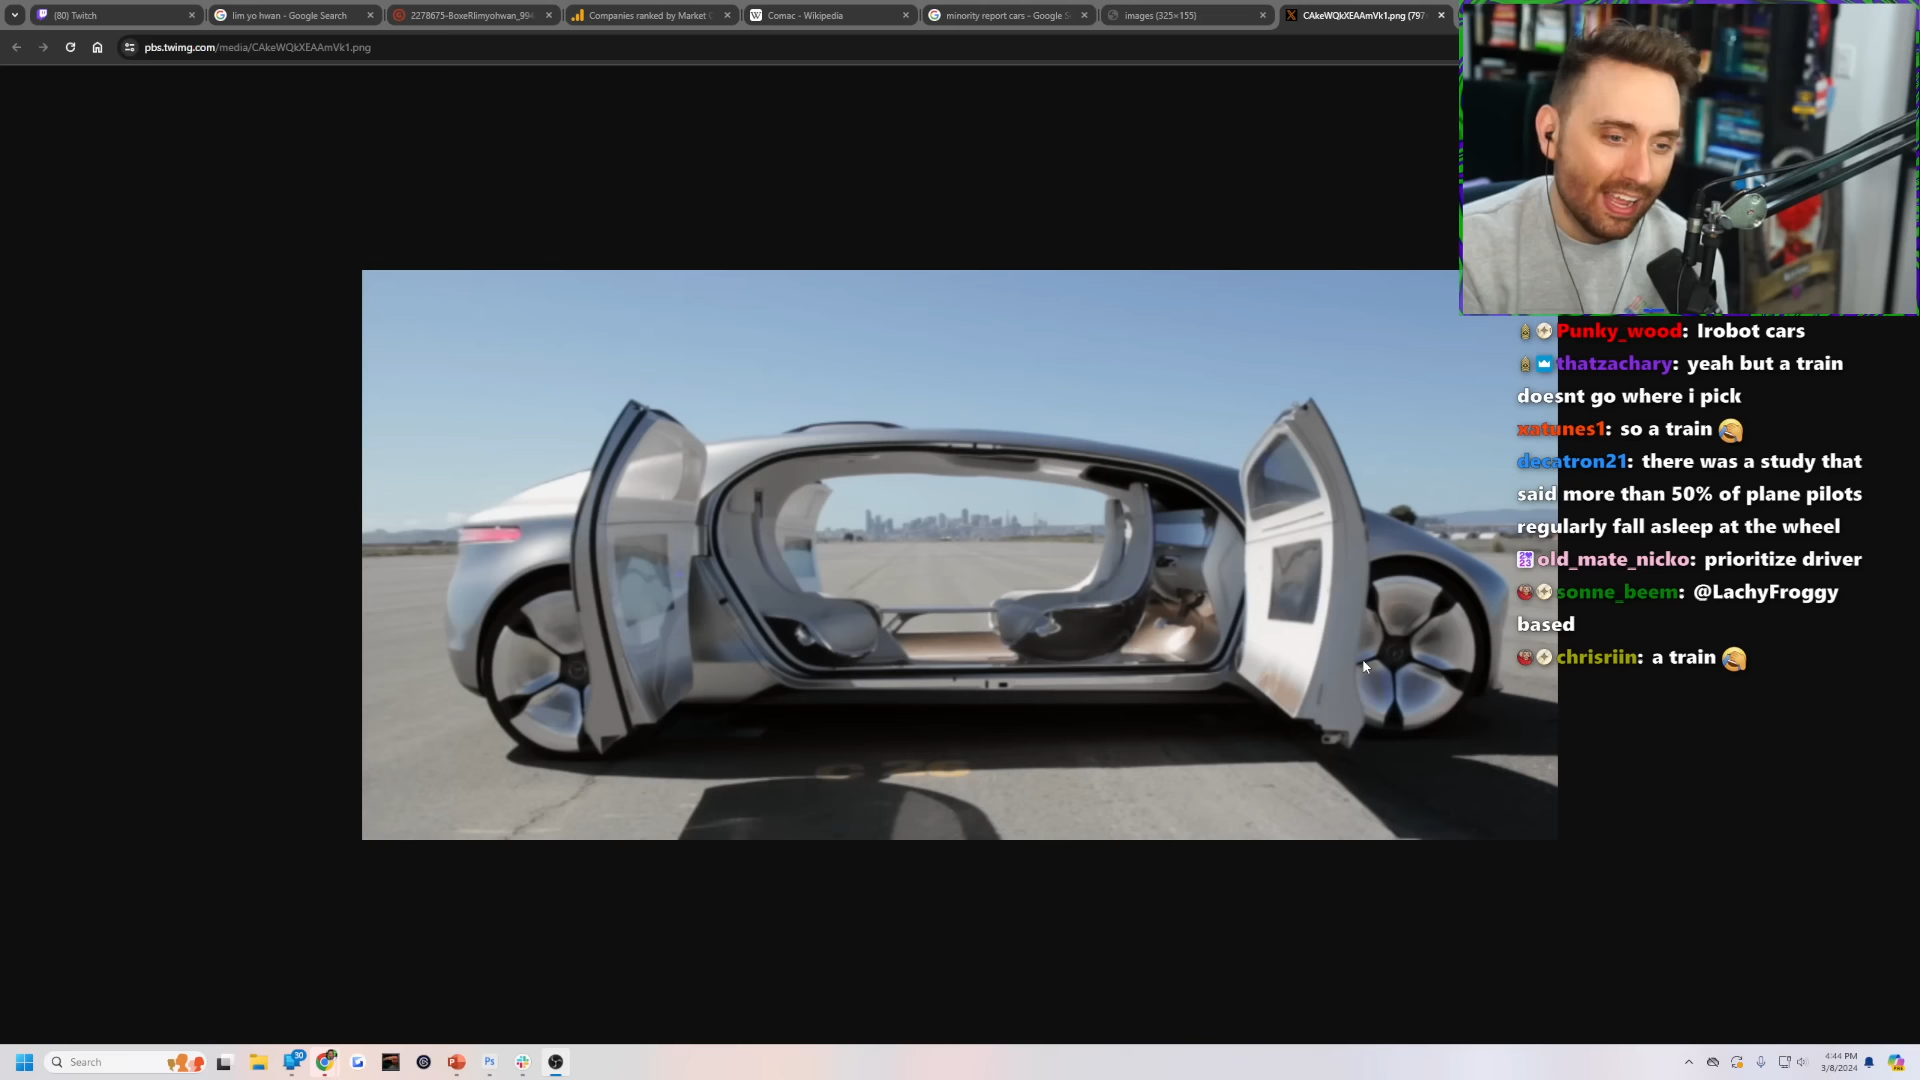 (80) Twitch
lim yo hwan - Google Search
2278675-BoxeRlimyohwan_994
Companies ranked by Market C
Comac - Wikipedia
minority report cars - Google S
images (325×155)
CAkeWQkXEAAmVk1.png (797
pbs.twimg.com/media/CAkeWQkXEAAmVk1.png
Punky_wood: Irobot cars
thatzachary: yeah but a train
doesnt go where i pick
xatunes1: so a train
decatron21: there was a study that
said more than 50% of plane pilots
regularly fall asleep at the wheel
old_mate_nicko: prioritize driver
sonne_beem: @LachyFroggy
based
chrisriin: a train
Search
30
Ps
4:44 PM
3/8/2024